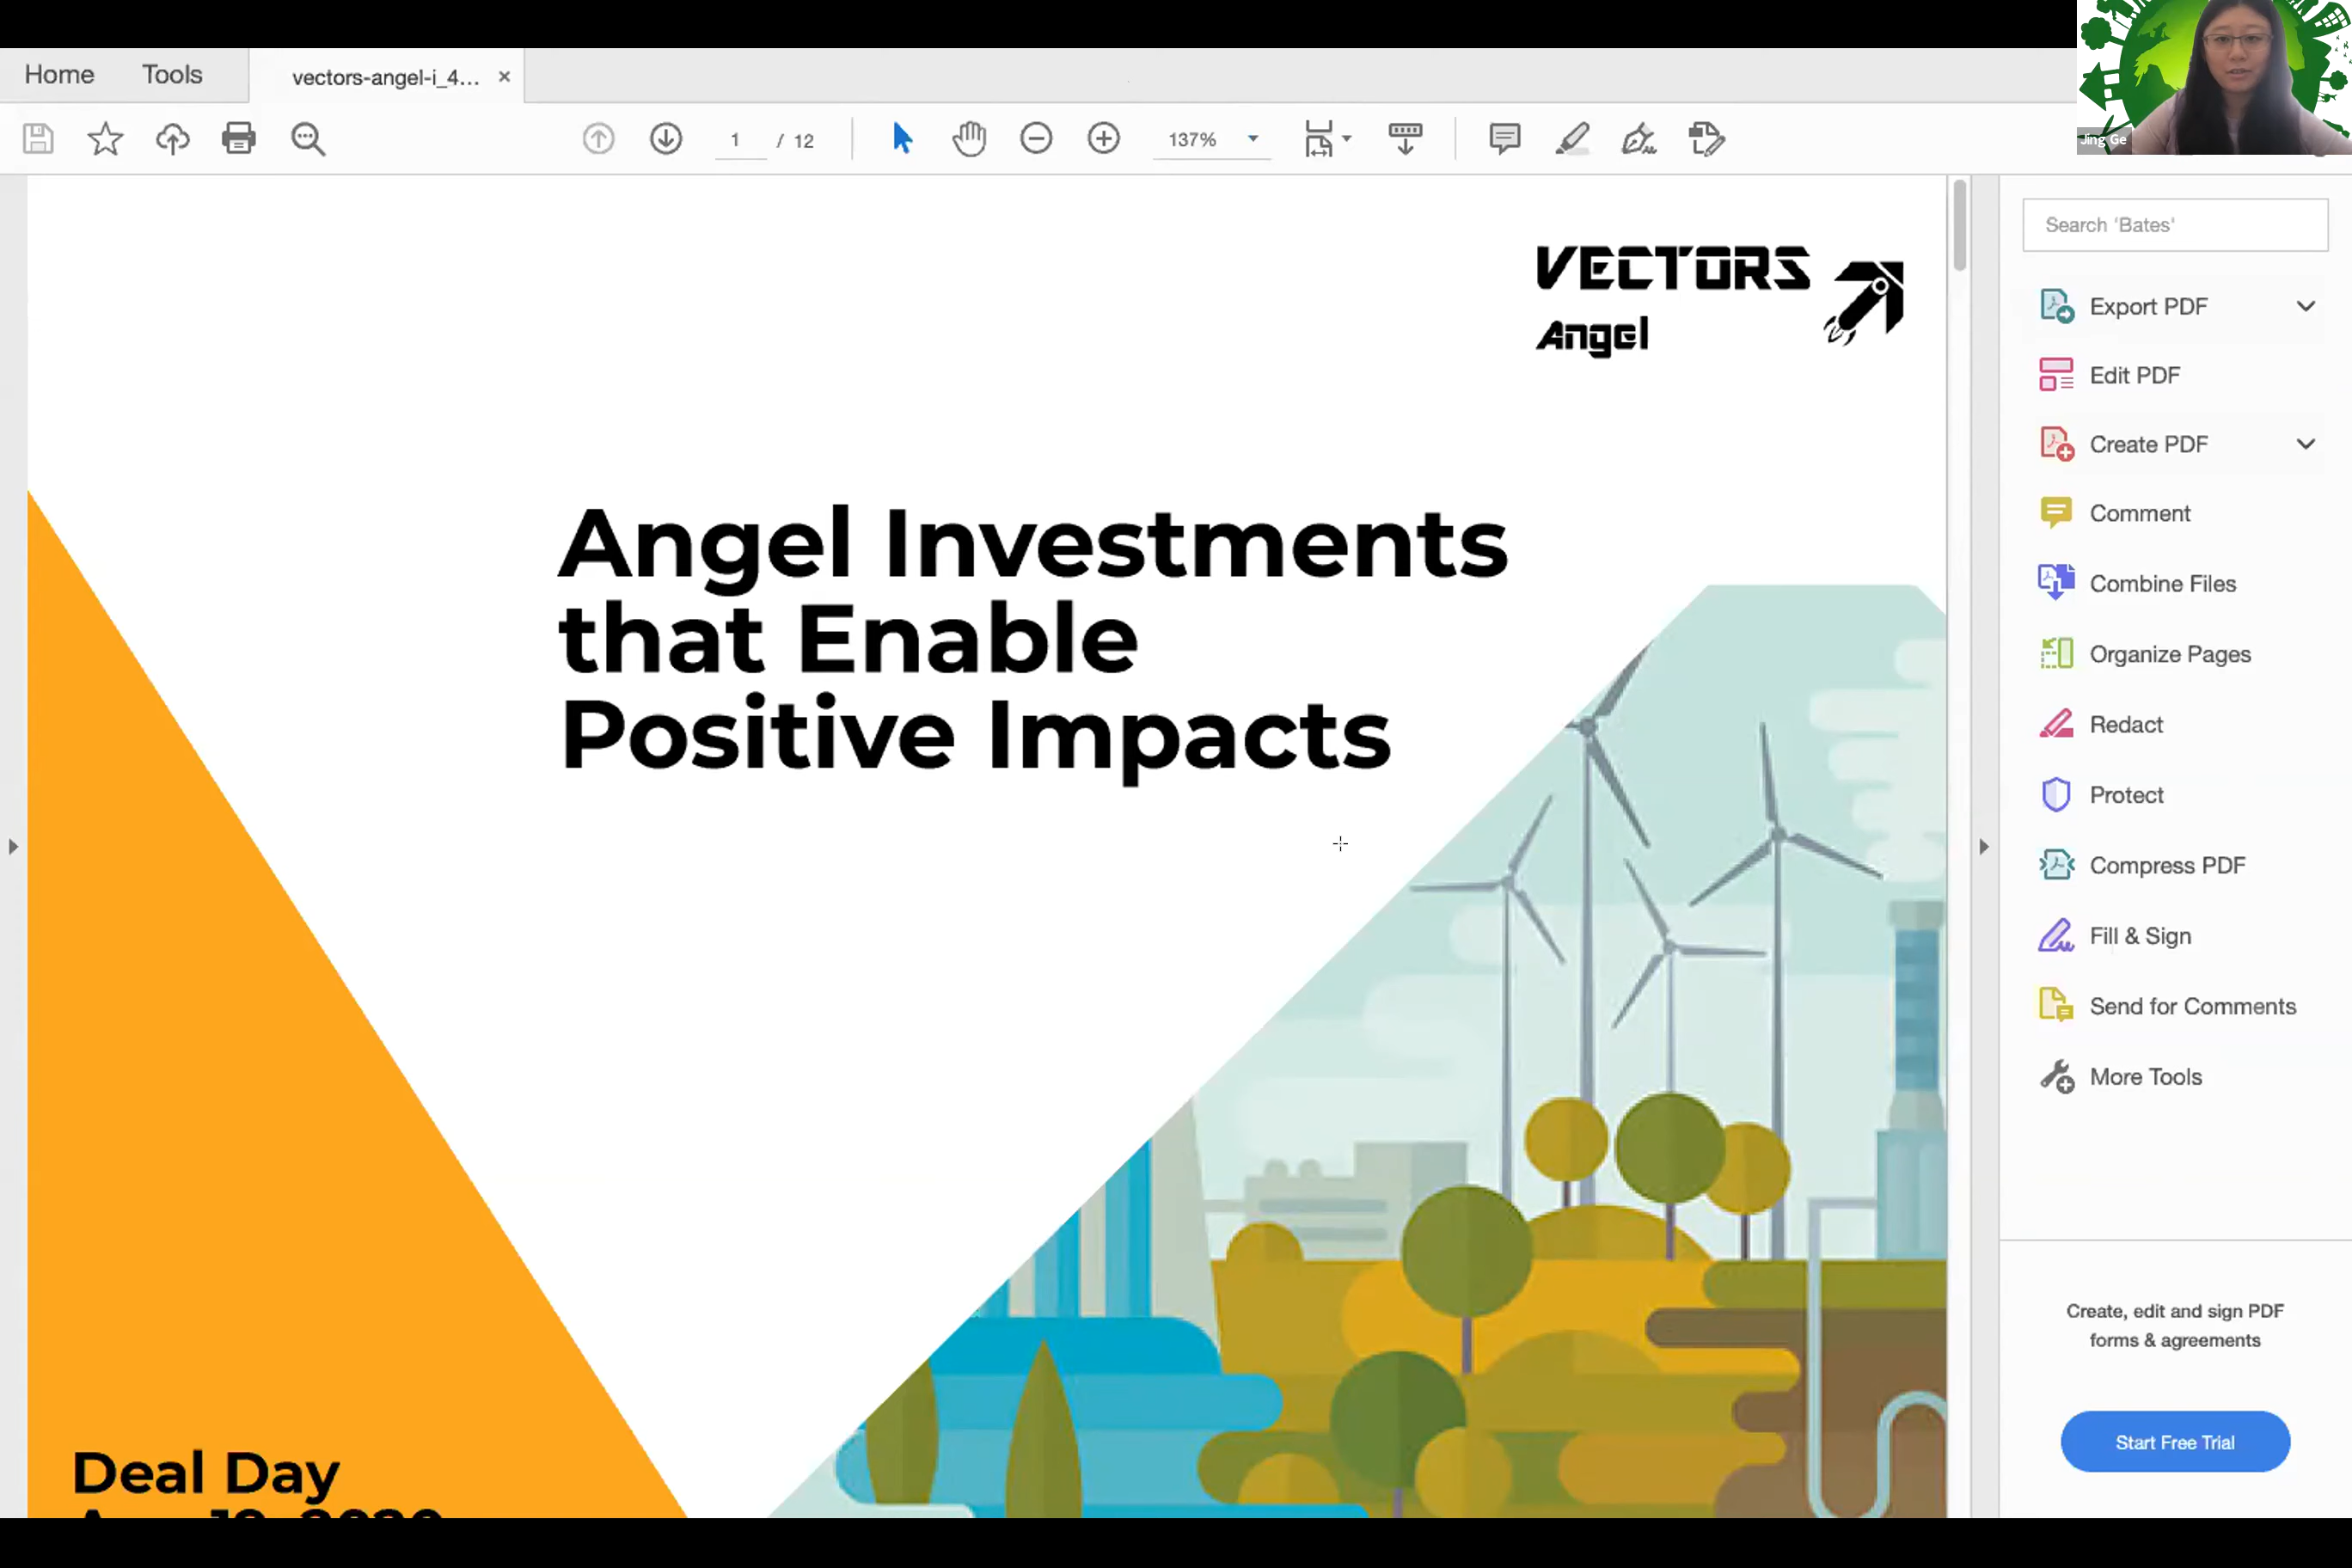 Home Tools vectors-angel-i_4... ×
1 / 12 137%
Jing Ge
Search 'Bates'
VECTORS
Angel
Angel Investments
that Enable
Positive Impacts
Deal Day
Export PDF
Edit PDF
Create PDF
Comment
Combine Files
Organize Pages
Redact
Protect
Compress PDF
Fill & Sign
Send for Comments
More Tools
Create, edit and sign PDF
forms & agreements
Start Free Trial